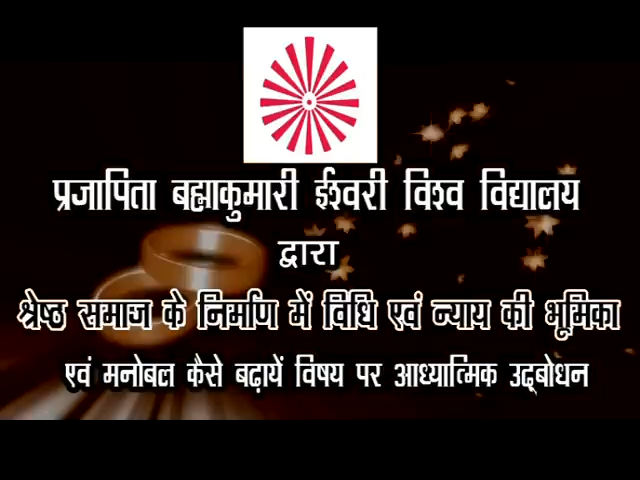 प्रजापिता ब्रह्माकुमारी ईश्वरी विश्व विद्यालय
द्वारा
श्रेष्ठ समाज के निर्माण में विधि एवं न्याय की भूमिका
एवं मनोबल कैसे बढ़ायें विषय पर आध्यात्मिक उद्‌बोधन